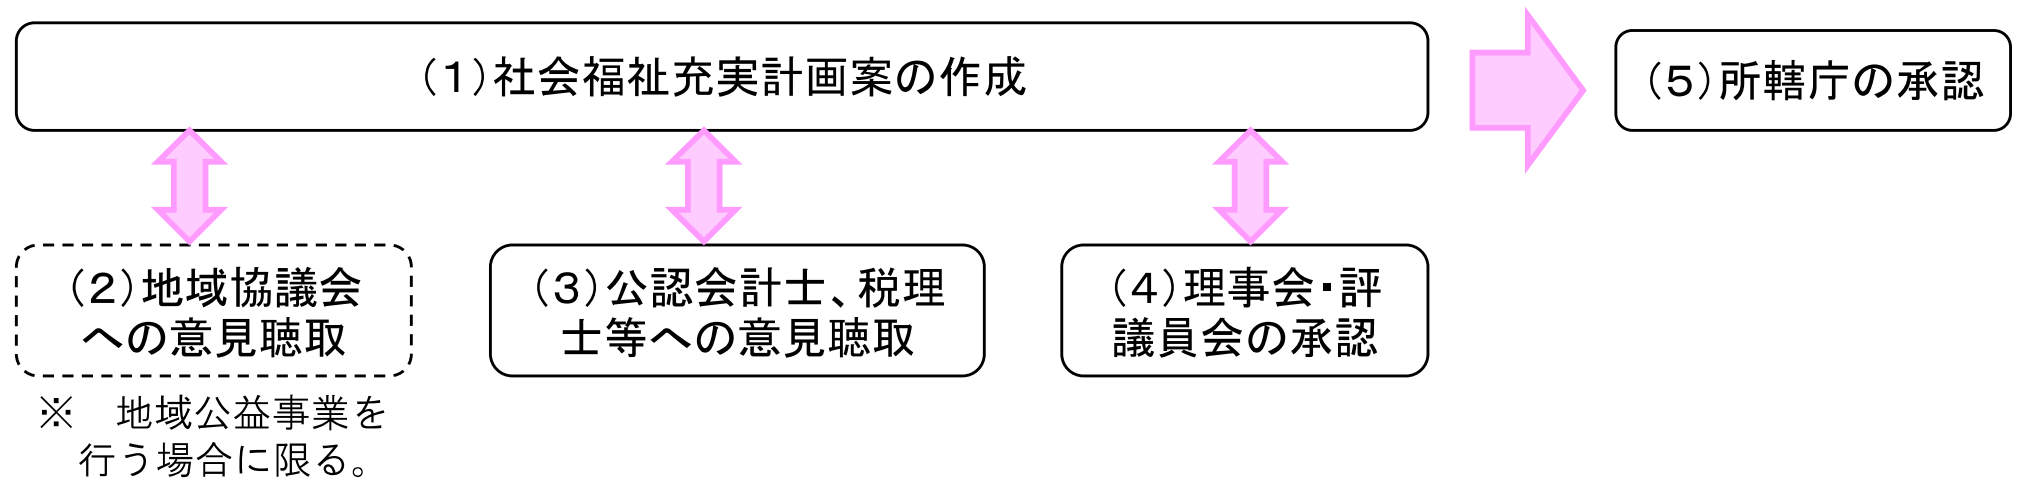 （１）社会福祉充実計画案の作成
（５）所轄庁の承認
（２）地域協議会
への意見聴取
（３）公認会計士、税理
士等への意見聴取
（４）理事会・評
議員会の承認
※　地域公益事業を
行う場合に限る。